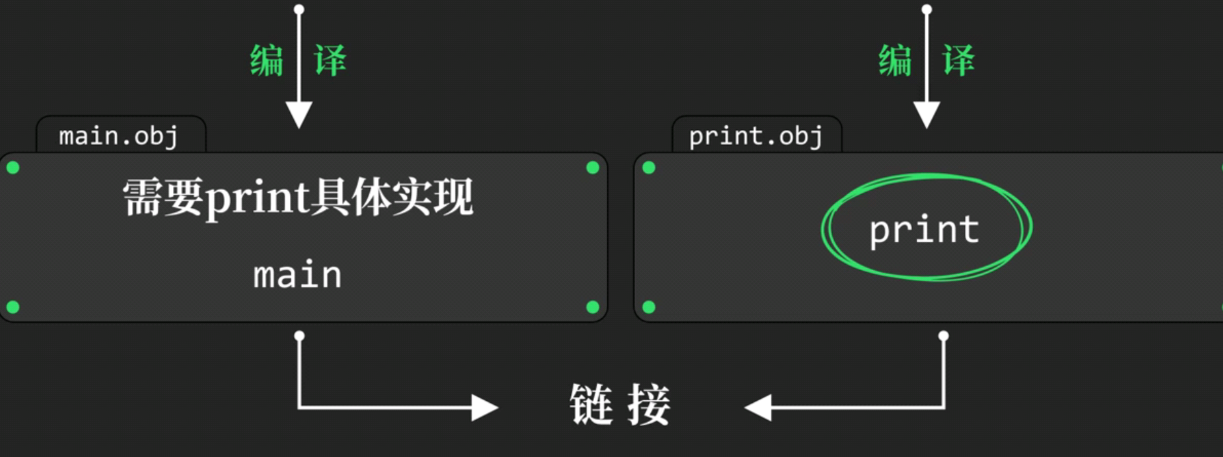 编 译
编 译
main.obj
print.obj
需要print具体实现
print
main
链 接